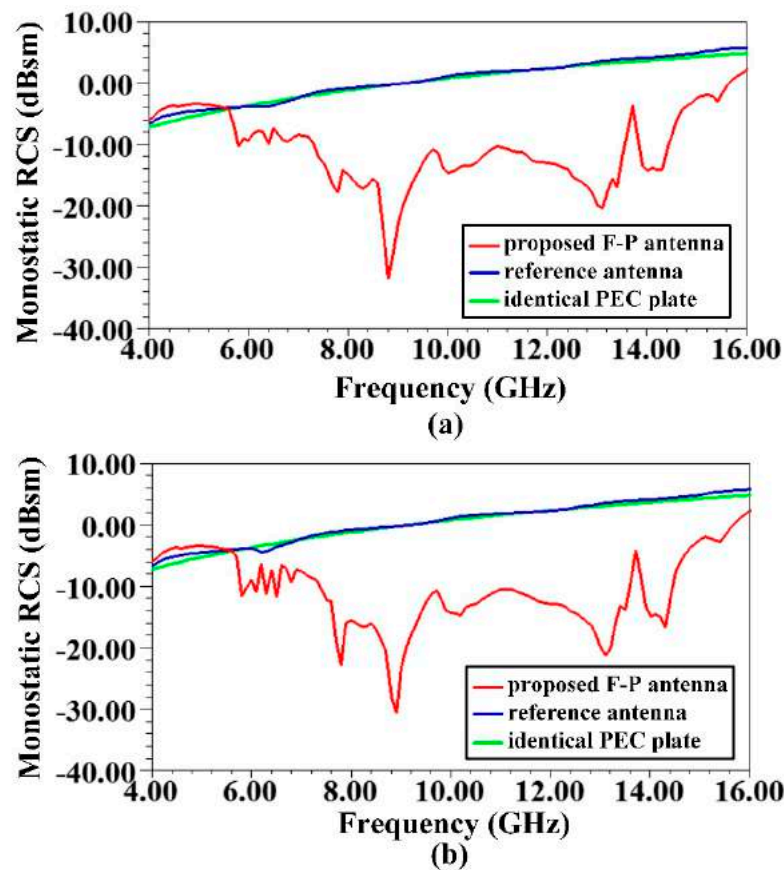 10.00
0.00
-10.00
-20.00
-30.00
-40.00
Monostatic RCS (dBsm)
proposed F-P antenna
reference antenna
identical PEC plate
4.00 6.00 8.00 10.00 12.00 14.00 16.00
Frequency (GHz)
(a)
10.00
0.00
-10.00
-20.00
-30.00
-40.00
Monostatic RCS (dBsm)
proposed F-P antenna
reference antenna
identical PEC plate
4.00 6.00 8.00 10.00 12.00 14.00 16.00
Frequency (GHz)
(b)